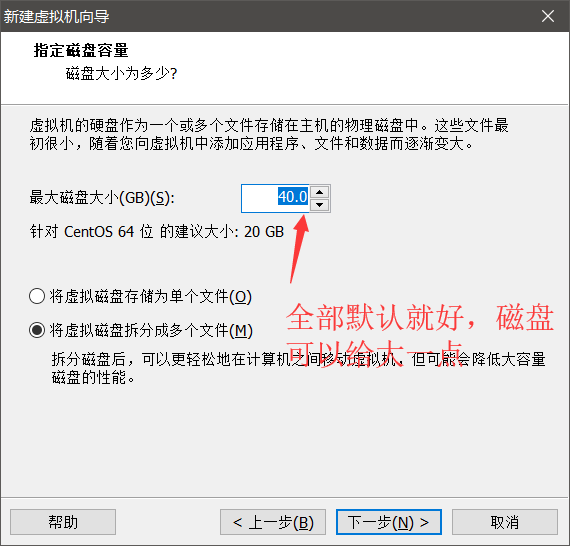 新建虚拟机向导
指定磁盘容量
磁盘大小为多少?
虚拟机的硬盘作为一个或多个文件存储在主机的物理磁盘中。这些文件最
初很小，随着您向虚拟机中添加应用程序、文件和数据而逐渐变大。
最大磁盘大小(GB)(S): 40.0
针对 CentOS 64 位 的建议大小: 20 GB
将虚拟磁盘存储为单个文件(O)
将虚拟磁盘拆分成多个文件(M)
拆分磁盘后，可以更轻松地在计算机之间移动虚拟机，但可能会降低大容量
磁盘的性能。
全部默认就好，磁盘
可以给大一点
帮助 < 上一步(B) 下一步(N) > 取消